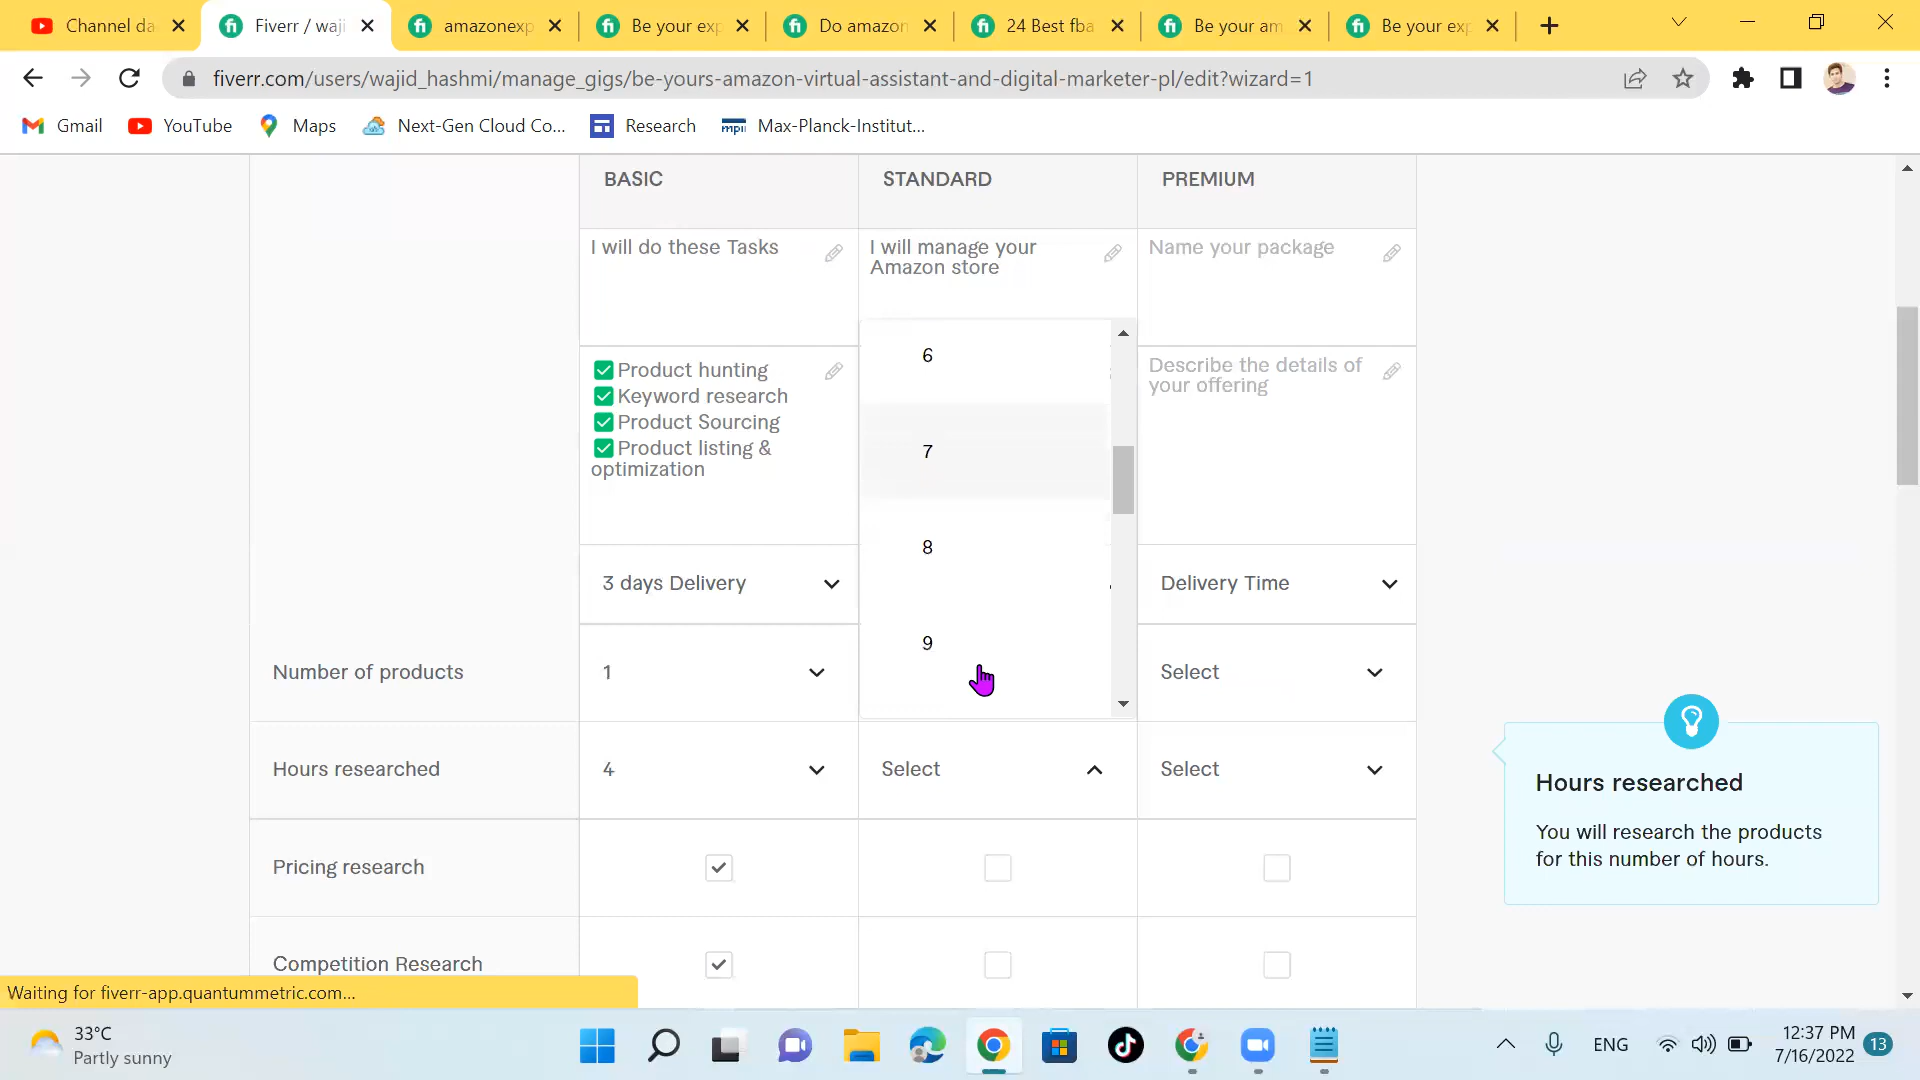 Channel da
Fiverr / waji
amazonexp
Be your exp
Do amazon
24 Best fba
Be your am
Be your exp
fiverr.com/users/wajid_hashmi/manage_gigs/be-yours-amazon-virtual-assistant-and-digital-marketer-pl/edit?wizard=1
Gmail
YouTube
Maps
Next-Gen Cloud Co...
Research
mpii
Max-Planck-Institut...
BASIC
STANDARD
PREMIUM
I will do these Tasks
I will manage your
Amazon store
Name your package
Product hunting
Keyword research
Product Sourcing
Product listing &
optimization
Describe the details of
your offering
6
7
8
9
3 days Delivery
Delivery Time
Number of products
1
Select
Hours researched
4
Select
Select
Pricing research
Competition Research
Hours researched
You will research the products
for this number of hours.
Waiting for fiverr-app.quantummetric.com...
33°C
Partly sunny
ENG
12:37 PM
7/16/2022
13